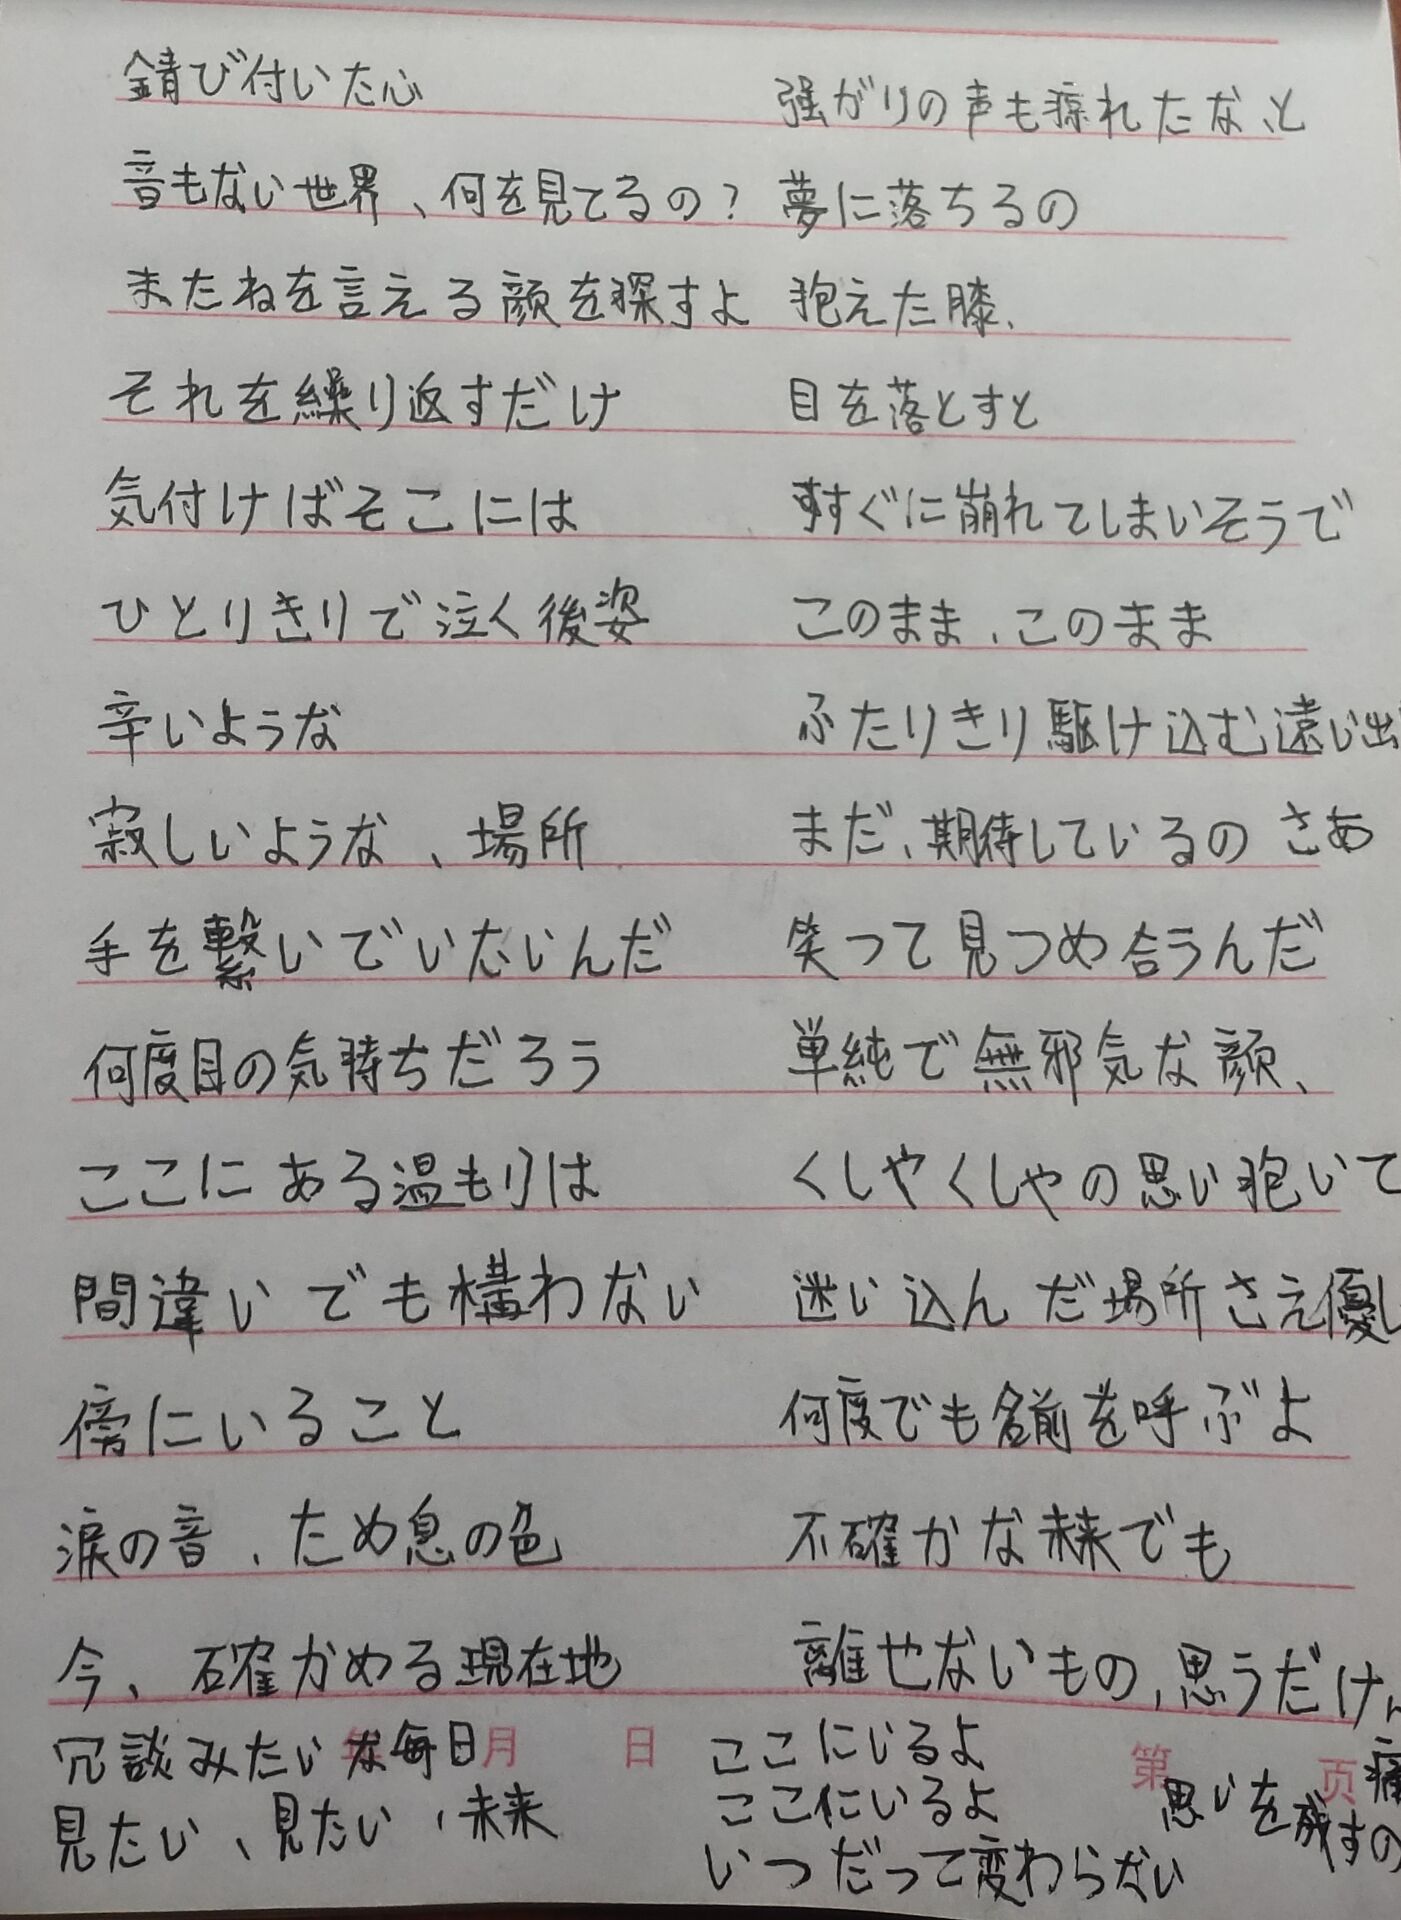 錆び付いた心
音もない世界、何を見てるの?
またねを言える顔を探すよ
それを繰り返すだけ
気付けばそこには
ひとりきりで泣く後姿
辛いような
寂しいような、場所
手を繋いでいたいんだ
何度目の気持ちだろう
ここにある温もりは
間違いでも構わない
傍にいること
涙の音、ため息の色
今、確かめる現在地
冗談みたいな毎日
見たい、見たい、未来
強がりの声も掠れたな、と
夢に落ちるの
抱えた膝、
目を落とすと
すぐに崩れてしまいそうで
このまま、このまま
ふたりきり駆け込む遠い出
まだ、期待しているの さあ
笑って見つめ合うんだ
単純で無邪気な顔、
くしゃくしゃの思い抱いて
迷い込んだ場所さえ優し
何度でも名前を呼ぶよ
不確かな未来でも
離せないもの、思うだけ
ここにいるよ
ここにいるよ
いつだって変わらない
思いを残すの
痛
年 月 日
第 页